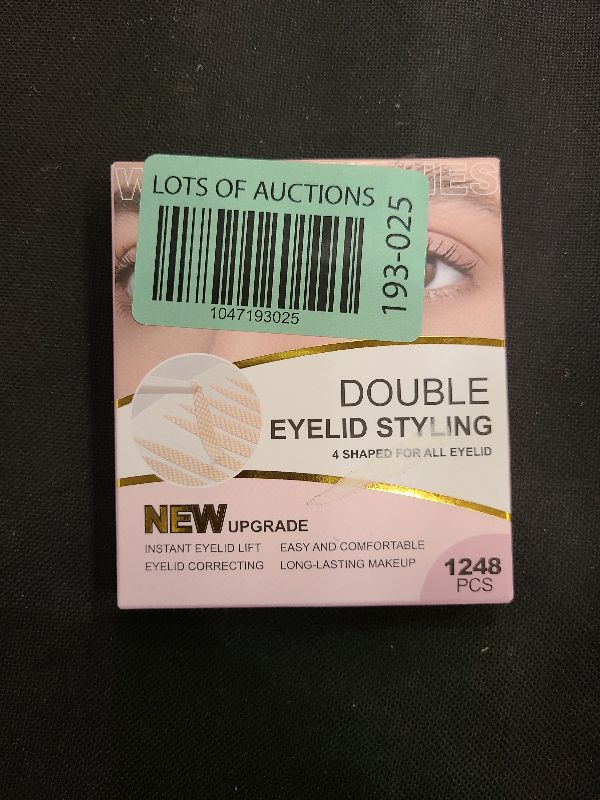 LOTS OF AUCTIONS
1047193025
193-025
DOUBLE
EYELID STYLING
4 SHAPED FOR ALL EYELID
NEW UPGRADE
INSTANT EYELID LIFT EASY AND COMFORTABLE
EYELID CORRECTING LONG-LASTING MAKEUP
1248
PCS